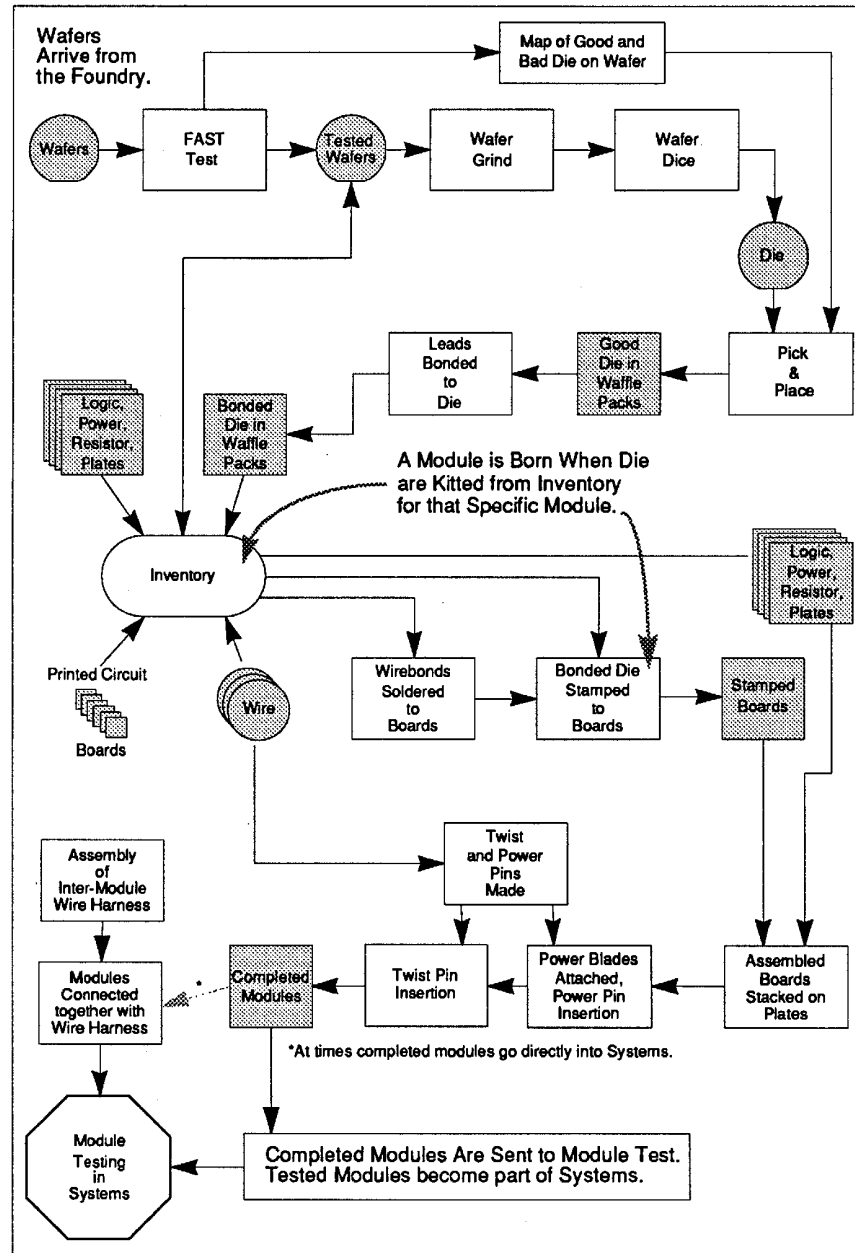 Wafers
Arrive from
the Foundry.
Map of Good and
Bad Die on Wafer
Wafers
FAST
Test
Tested
Wafers
Wafer
Grind
Wafer
Dice
Die
Leads
Bonded
to
Die
Good
Die in
Waffle
Packs
Pick
&
Place
Logic,
Power,
Resistor,
Plates
Bonded
Die in
Waffle
Packs
A Module is Born When Die
are Kitted from Inventory
for that Specific Module.
Inventory
Logic,
Power,
Resistor,
Plates
Printed Circuit
Boards
Wire
Wirebonds
Soldered
to
Boards
Bonded Die
Stamped
to
Boards
Stamped
Boards
Assembly
of
Inter-Module
Wire Harness
Twist
and Power
Pins
Made
Modules
Connected
together with
Wire Harness
*
Completed
Modules
Twist Pin
Insertion
Power Blades
Attached,
Power Pin
Insertion
Assembled
Boards
Stacked on
Plates
*At times completed modules go directly into Systems.
Module
Testing
in
Systems
Completed Modules Are Sent to Module Test.
Tested Modules become part of Systems.